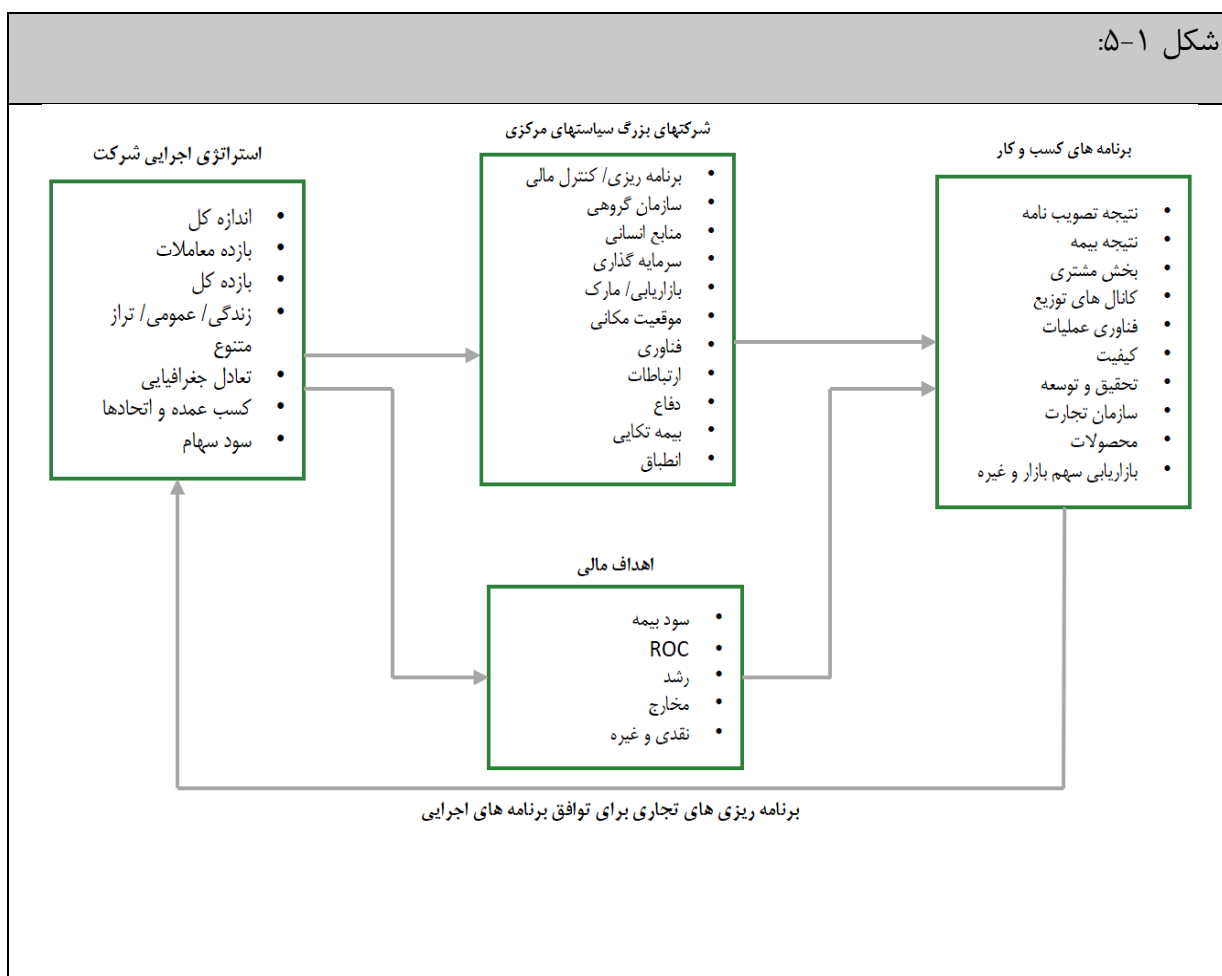 شکل ۱-۵:
استراتژی اجرایی شرکت
• اندازه کل
• بازده معاملات
• بازده کل
• زندگی/ عمومی/ تراز
متنوع
• تعادل جغرافیایی
• کسب عمده و اتحادها
• سود سهام
شرکتهای بزرگ سیاستهای مرکزی
• برنامه ریزی/ کنترل مالی
• سازمان گروهی
• منابع انسانی
• سرمایه گذاری
• بازاریابی/ مارک
• موقعیت مکانی
• فناوری
• ارتباطات
• دفاع
• بیمه تکایی
• انطباق
برنامه های کسب و کار
• نتیجه تصویب نامه
• نتیجه بیمه
• بخش مشتری
• کانال های توزیع
• فناوری عملیات
• کیفیت
• تحقیق و توسعه
• سازمان تجارت
• محصولات
• بازاریابی سهم بازار و غیره
اهداف مالی
• سود بیمه
• ROC
• رشد
• مخارج
• نقدی و غیره
برنامه ریزی های تجاری برای توافق برنامه های اجرایی